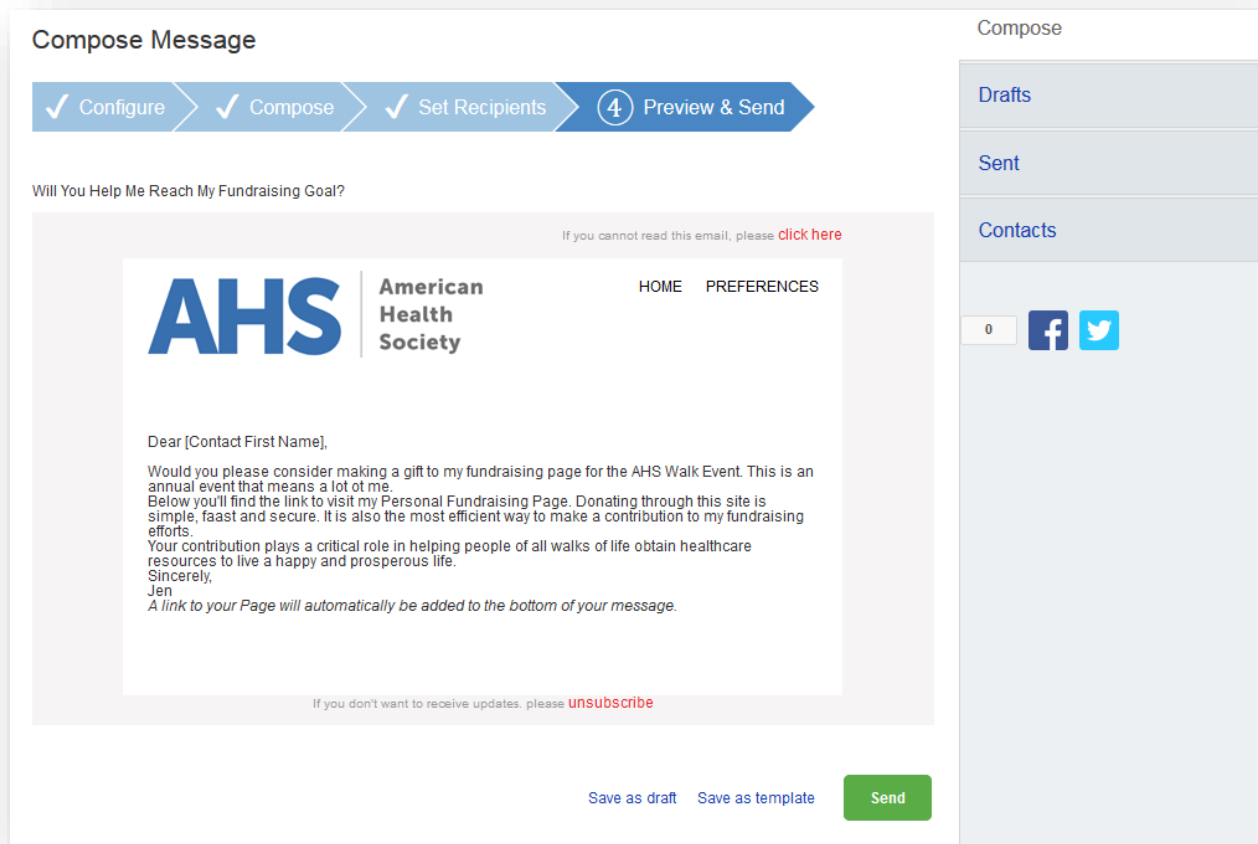 Compose Message
Configure
Compose
Set Recipients
4 Preview & Send
Will You Help Me Reach My Fundraising Goal?
If you cannot read this email, please click here
AHS
American
Health
Society
HOME PREFERENCES
Dear [Contact First Name],
Would you please consider making a gift to my fundraising page for the AHS Walk Event. This is an
annual event that means a lot ot me.
Below you'll find the link to visit my Personal Fundraising Page. Donating through this site is
simple, faast and secure. It is also the most efficient way to make a contribution to my fundraising
efforts.
Your contribution plays a critical role in helping people of all walks of life obtain healthcare
resources to live a happy and prosperous life.
Sincerely,
Jen
A link to your Page will automatically be added to the bottom of your message.
If you don't want to receive updates. please unsubscribe
Save as draft
Save as template
Send
Compose
Drafts
Sent
Contacts
0
f